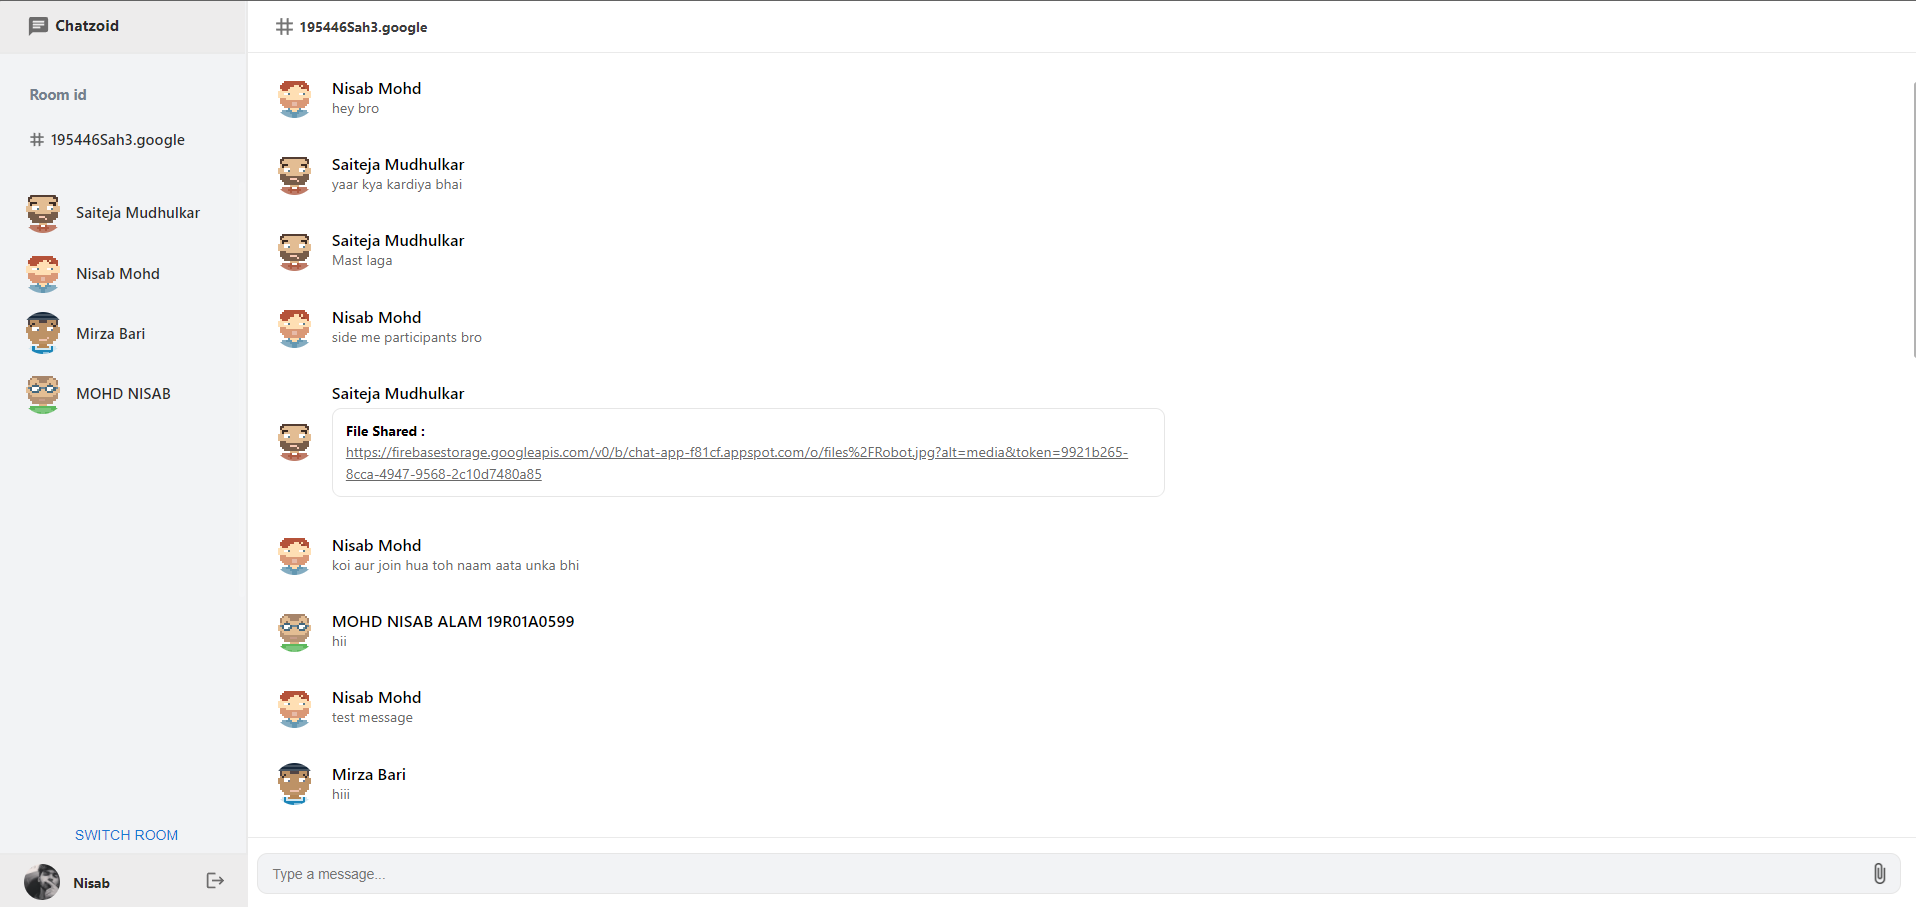 Chatzoid
Room id
195446Sah3.google
Saiteja Mudhulkar
Nisab Mohd
Mirza Bari
MOHD NISAB
SWITCH ROOM
Nisab
195446Sah3.google
Nisab Mohd
hey bro
Saiteja Mudhulkar
yaar kya kardiya bhai
Saiteja Mudhulkar
Mast laga
Nisab Mohd
side me participants bro
Saiteja Mudhulkar
File Shared :
https://firebasestorage.googleapis.com/v0/b/chat-app-f81cf.appspot.com/o/files%2FRobot.jpg?alt=media&token=9921b265-
8cca-4947-9568-2c10d7480a85
Nisab Mohd
koi aur join hua toh naam aata unka bhi
MOHD NISAB ALAM 19R01A0599
hii
Nisab Mohd
test message
Mirza Bari
hiii
Type a message...